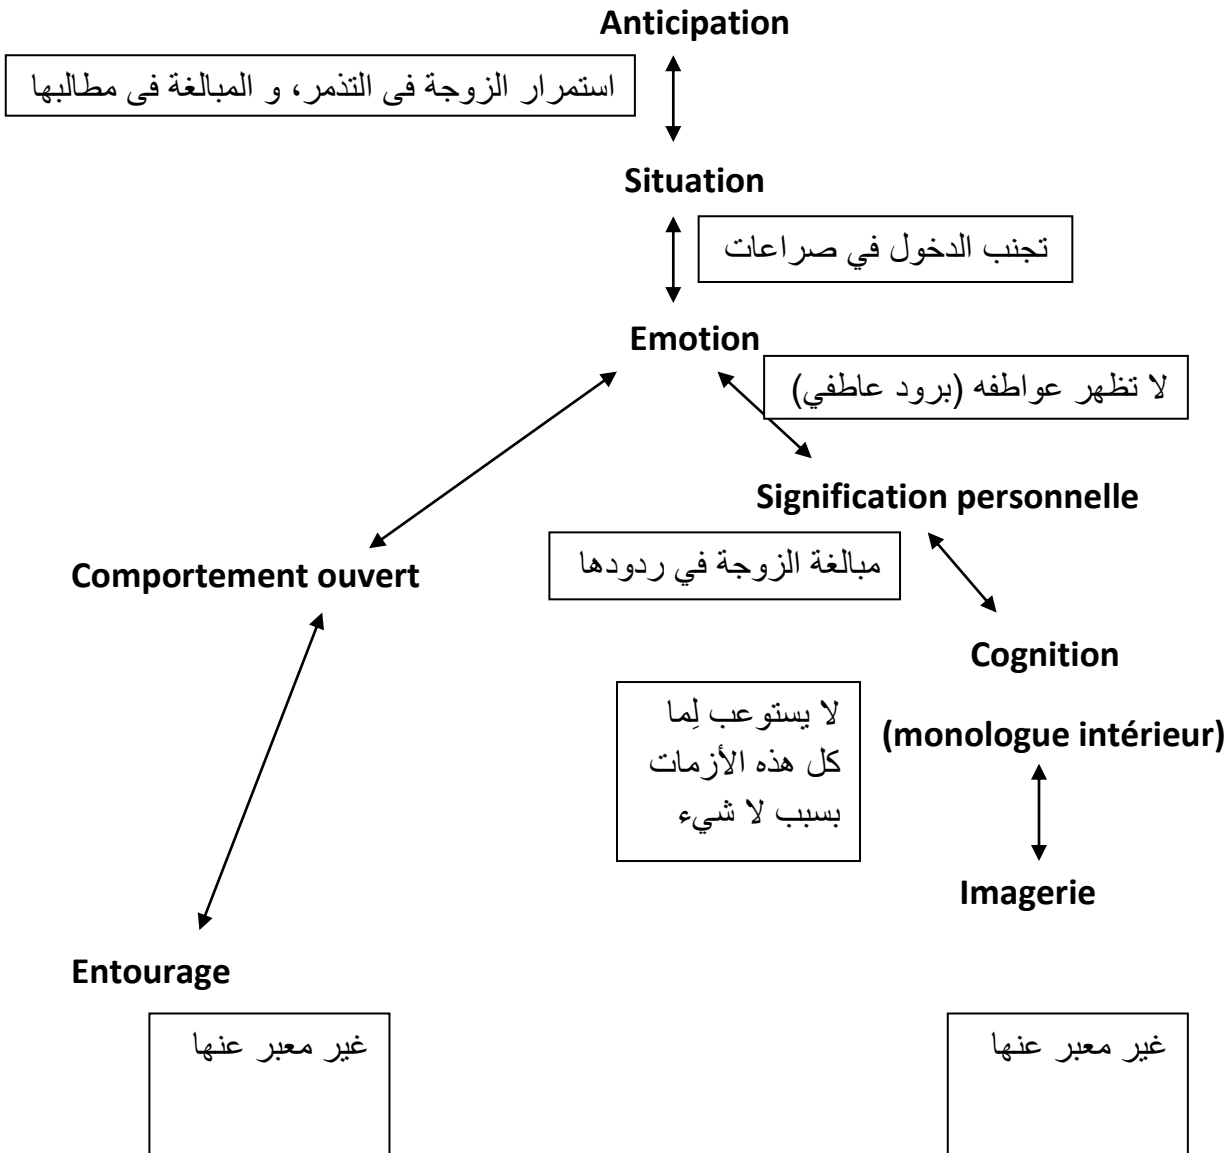 Anticipation
استمرار الزوجة فى التذمر، و المبالغة فى مطالبها
Situation
تجنب الدخول في صراعات
Emotion
لا تظهر عواطفه (برود عاطفي)
Signification personnelle
مبالغة الزوجة في ردودها
Comportement ouvert
Cognition
(monologue intérieur)
لا يستوعب لِما
كل هذه الأزمات
بسبب لا شيء
Imagerie
Entourage
غير معبر عنها
غير معبر عنها